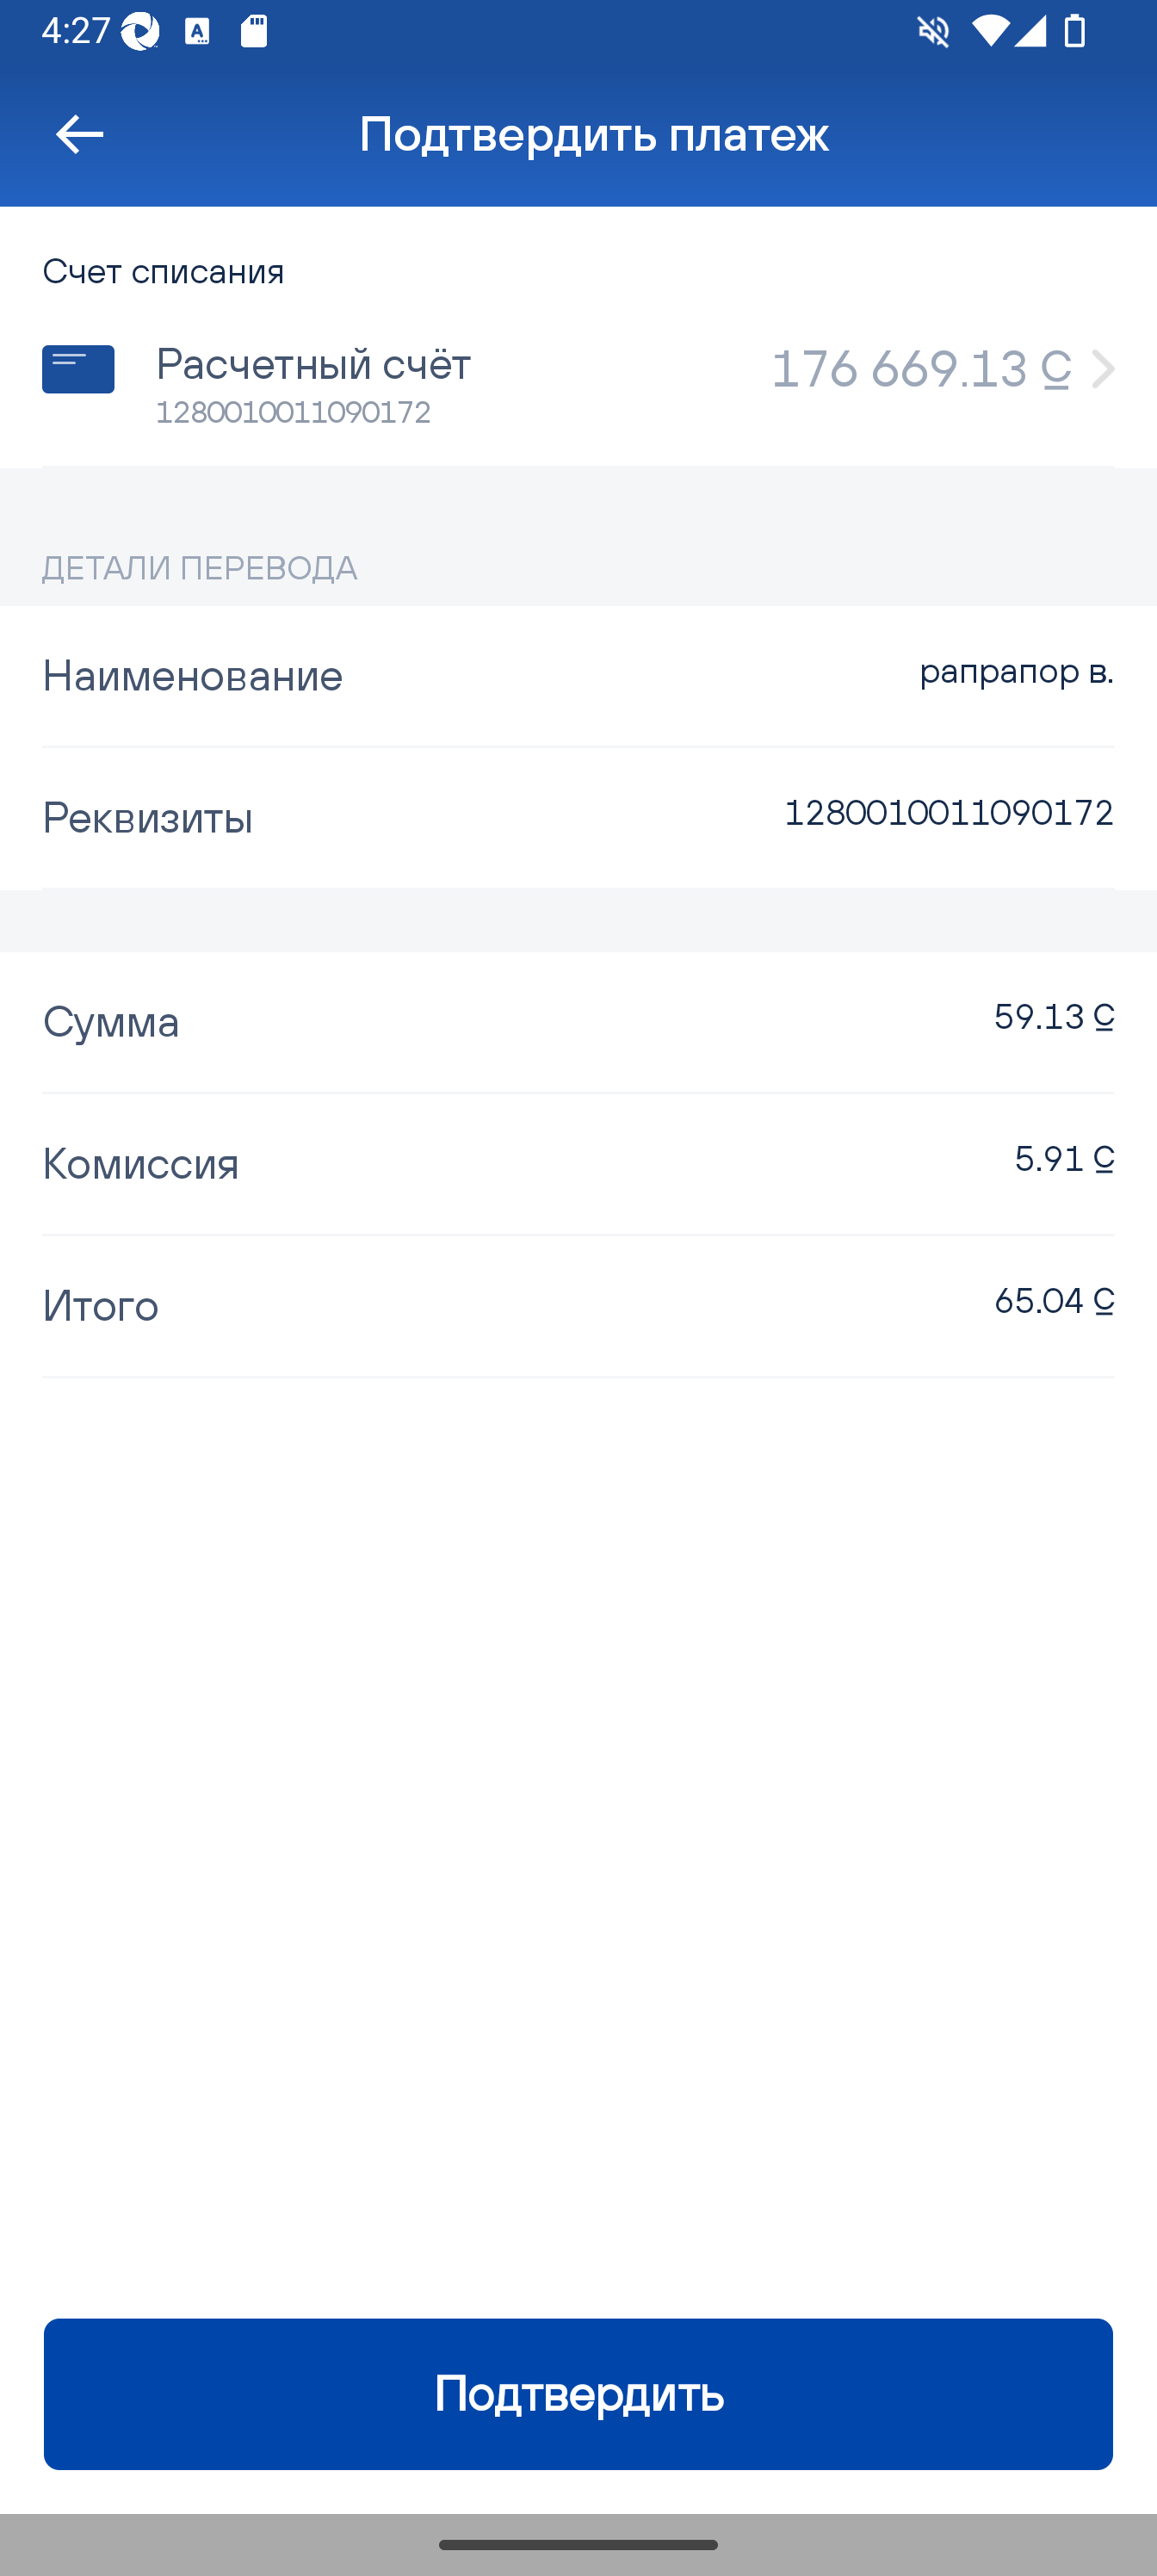 4:27
Подтвердить платеж
Счет списания
Расчетный счёт
176 669.13 С
1280010011090172
ДЕТАЛИ ПЕРЕВОДА
Наименование
рапрапор в.
Реквизиты
1280010011090172
Сумма
59.13 С
Комиссия
5.91 С
Итого
65.04 С
Подтвердить